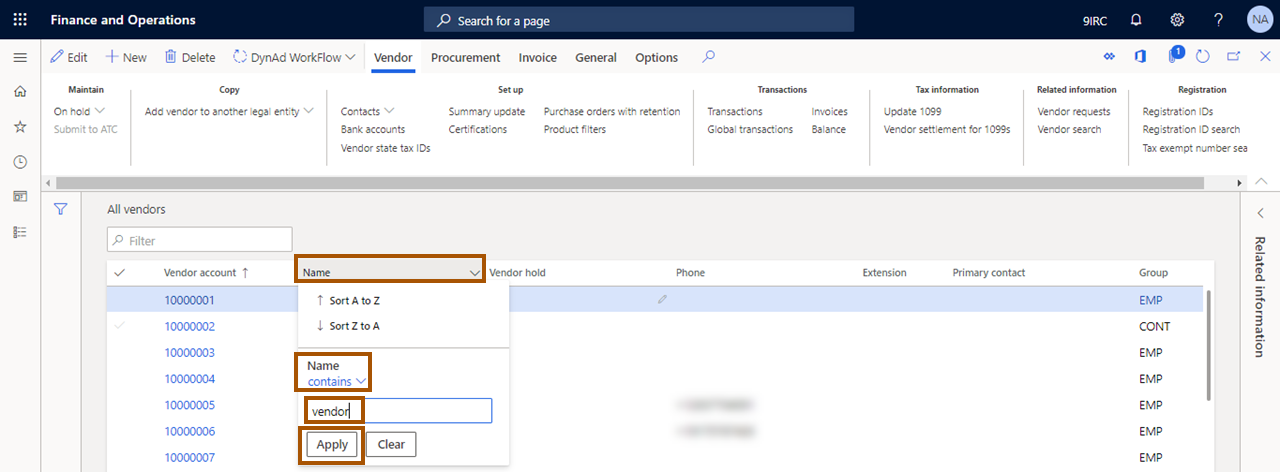 Finance and Operations
Search for a page
9IRC
?
NA
Edit
New
Delete
DynAd WorkFlow
Vendor
Procurement
Invoice
General
Options
1
Maintain
On hold
Submit to ATC
Copy
Add vendor to another legal entity
Set up
Contacts
Bank accounts
Vendor state tax IDs
Summary update
Certifications
Purchase orders with retention
Product filters
Transactions
Transactions
Global transactions
Invoices
Balance
Tax information
Update 1099
Vendor settlement for 1099s
Related information
Vendor requests
Vendor search
Registration
Registration IDs
Registration ID search
Tax exempt number sea
All vendors
Filter
Vendor account
Name
Vendor hold
Phone
Extension
Primary contact
Group
10000001
EMP
10000002
CONT
10000003
EMP
10000004
EMP
10000005
EMP
10000006
EMP
10000007
EMP
Sort A to Z
Sort Z to A
Name
contains
vendor
Apply
Clear
Related information